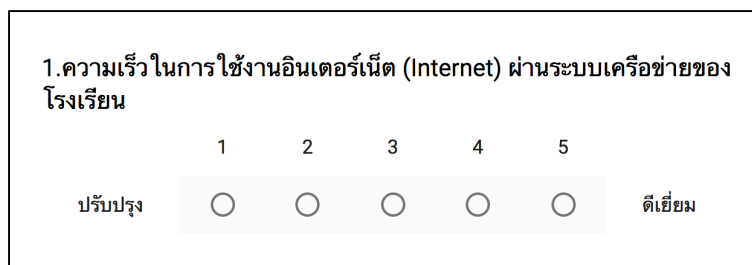 1.ความเร็วในการใช้งานอินเตอร์เน็ต (Internet) ผ่านระบบเครือข่ายของ
โรงเรียน
1 2 3 4 5
ปรับปรุง ดีเยี่ยม